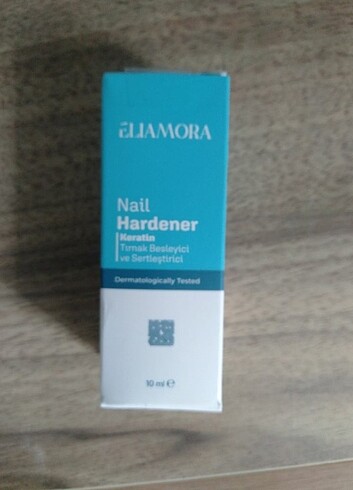 ELIAMORA
Nail
Hardener
Keratin
Tırnak Besleyici
ve Sertleştirici
Dermatologically Tested
10 ml ℮